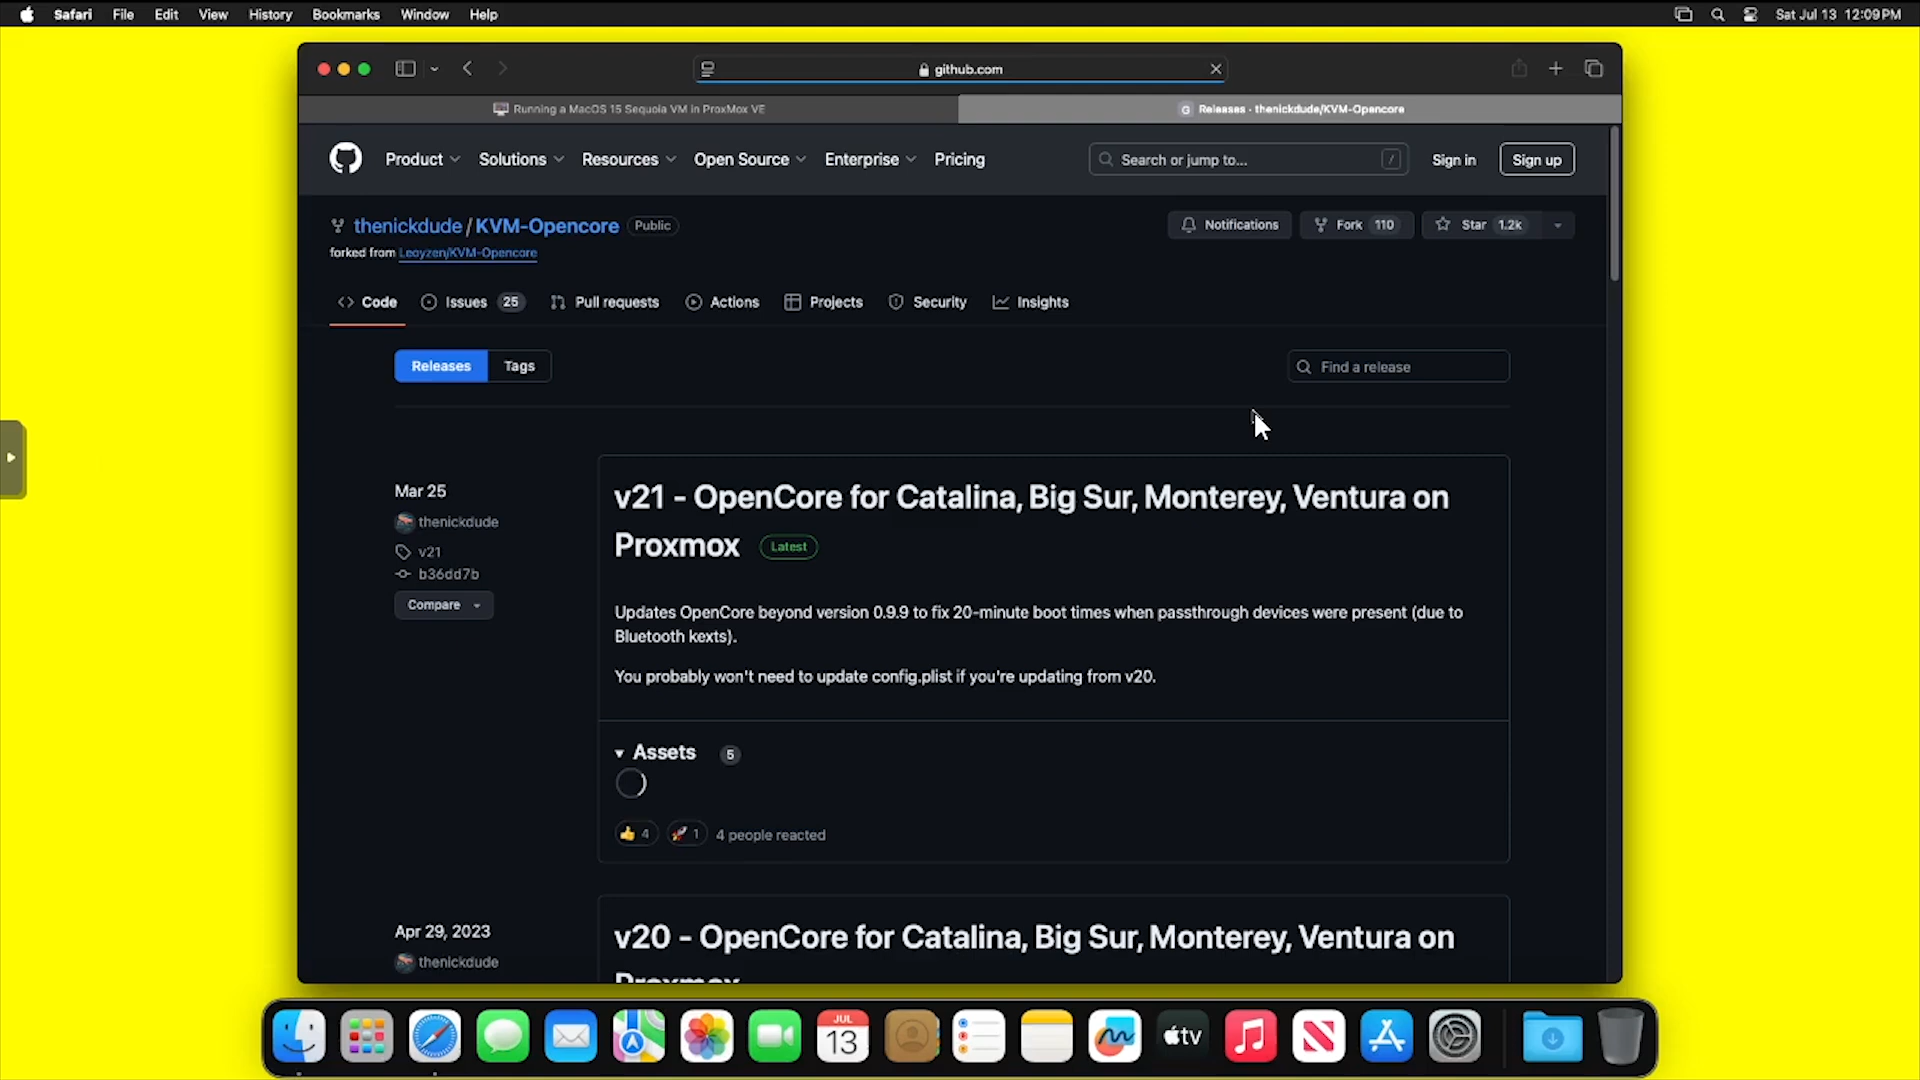 Safari File Edit View History Bookmarks Window Help
Sat Jul 13 12:09 PM
github.com
Running a MacOS 15 Sequoia VM in ProxMox VE
G Releases · thenickdude/KVM-Opencore
Product Solutions Resources Open Source Enterprise Pricing
Search or jump to... /
Sign in
Sign up
thenickdude / KVM-Opencore Public
Notifications
Fork 110
Star 1.2k
forked from Leoyzen/KVM-Opencore
Code
Issues 25
Pull requests
Actions
Projects
Security
Insights
Releases Tags
Find a release
Mar 25
thenickdude
v21
b36dd7b
Compare
v21 - OpenCore for Catalina, Big Sur, Monterey, Ventura on
Proxmox Latest
Updates OpenCore beyond version 0.9.9 to fix 20-minute boot times when passthrough devices were present (due to
Bluetooth kexts).
You probably won't need to update config.plist if you're updating from v20.
Assets 5
👍 4 🚀 1 4 people reacted
Apr 29, 2023
thenickdude
v20 - OpenCore for Catalina, Big Sur, Monterey, Ventura on
Proxmox
JUL
13
tv